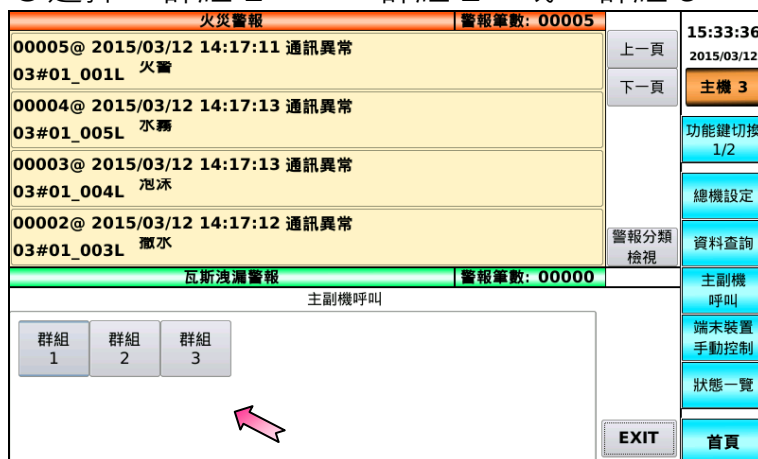 火災警報 警報筆數: 00005
00005@ 2015/03/12 14:17:11 通訊異常
03#01_001L 火警
00004@ 2015/03/12 14:17:13 通訊異常
03#01_005L 水霧
00003@ 2015/03/12 14:17:13 通訊異常
03#01_004L 泡沫
00002@ 2015/03/12 14:17:12 通訊異常
03#01_003L 撒水
上一頁
下一頁
警報分類
檢視
瓦斯洩漏警報 警報筆數: 00000
主副機呼叫
群組
1
群組
2
群組
3
EXIT
15:33:36
2015/03/12
主機 3
功能鍵切換
1/2
總機設定
資料查詢
主副機
呼叫
端末裝置
手動控制
狀態一覽
首頁